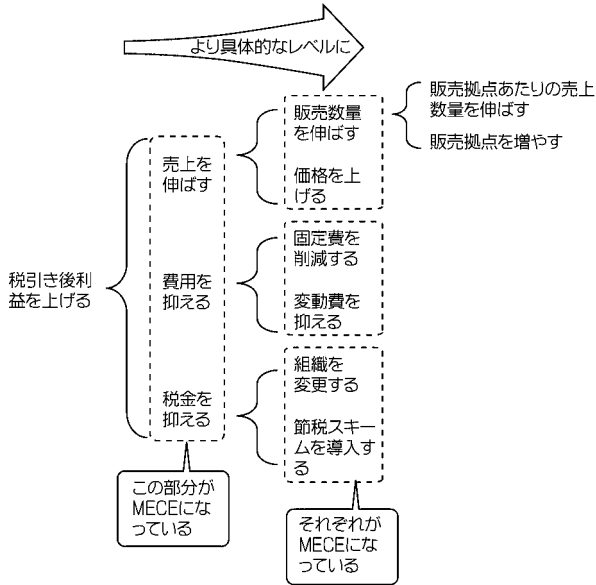 より具体的なレベルに
販売拠点あたりの売上
数量を伸ばす
販売拠点を増やす
販売数量
を伸ばす
価格を上
げる
売上を
伸ばす
固定費を
削減する
変動費を
抑える
費用を
抑える
税引き後利
益を上げる
組織を
変更する
節税スキー
ムを導入す
る
税金を
抑える
この部分が
MECEにな
っている
それぞれが
MECEにな
っている